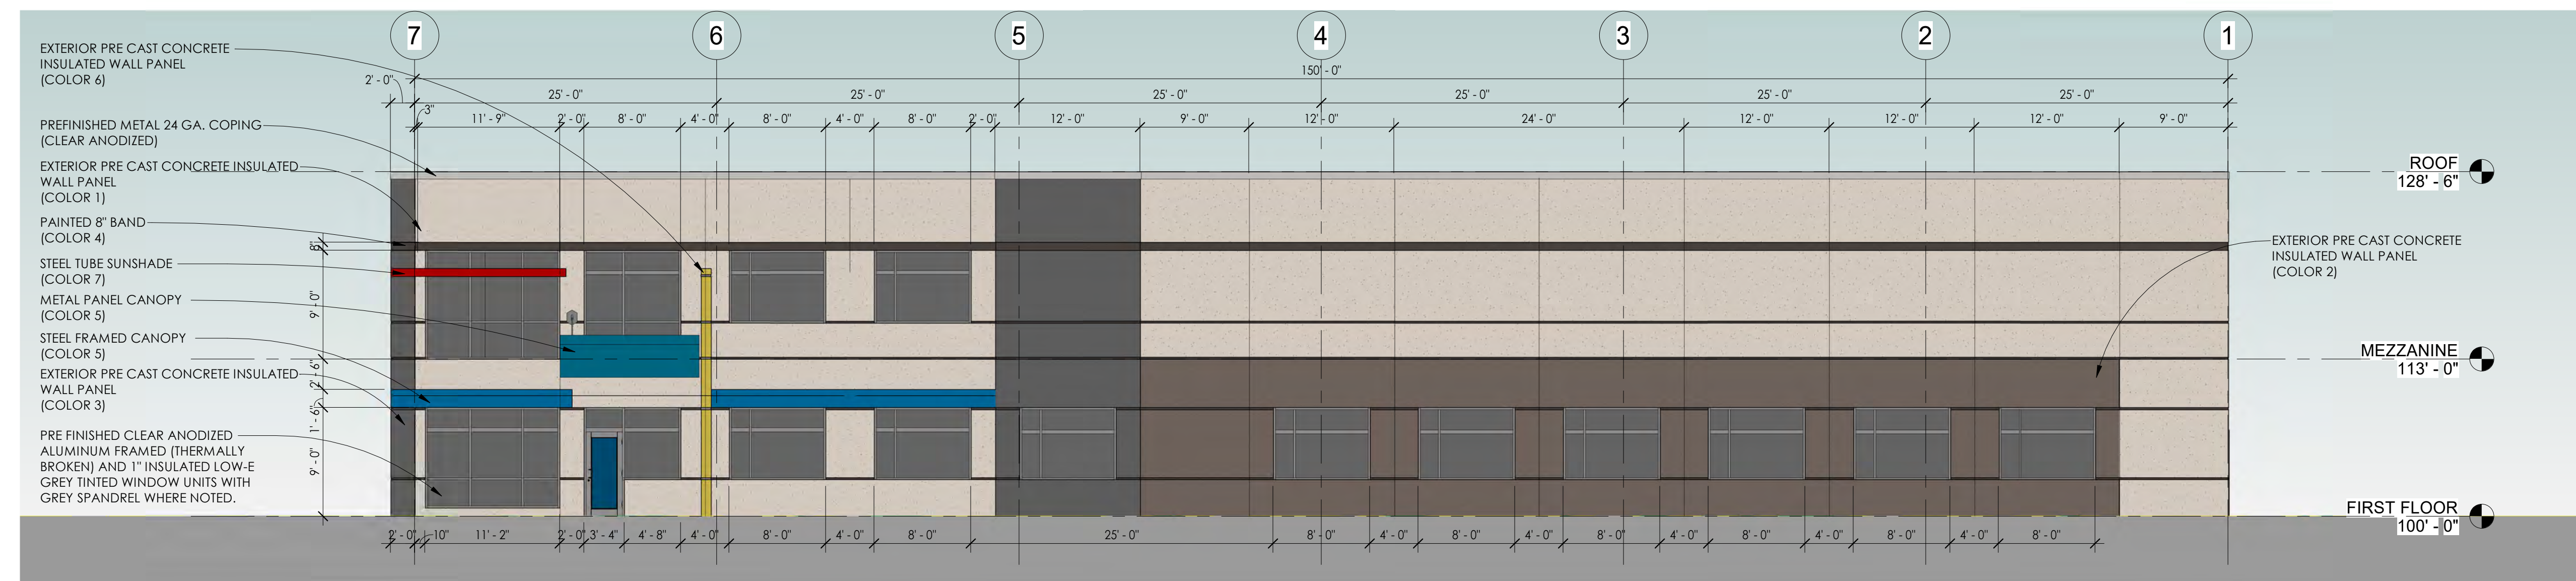 7 6 5 4 3 2 1
EXTERIOR PRE CAST CONCRETE
INSULATED WALL PANEL
(COLOR 6)
150' - 0"
2' - 0"
25' - 0" 25' - 0" 25' - 0" 25' - 0" 25' - 0" 25' - 0"
3"
11' - 9" 2' - 0" 8' - 0" 4' - 0" 8' - 0" 4' - 0" 8' - 0" 2' - 0" 12' - 0" 9' - 0" 12' - 0" 24' - 0" 12' - 0" 12' - 0" 12' - 0" 9' - 0"
PREFINISHED METAL 24 GA. COPING
(CLEAR ANODIZED)
EXTERIOR PRE CAST CONCRETE INSULATED
WALL PANEL
(COLOR 1)
PAINTED 8" BAND
(COLOR 4)
STEEL TUBE SUNSHADE
(COLOR 7)
METAL PANEL CANOPY
(COLOR 5)
STEEL FRAMED CANOPY
(COLOR 5)
EXTERIOR PRE CAST CONCRETE INSULATED
WALL PANEL
(COLOR 3)
PRE FINISHED CLEAR ANODIZED
ALUMINUM FRAMED (THERMALLY
BROKEN) AND 1" INSULATED LOW-E
GREY TINTED WINDOW UNITS WITH
GREY SPANDREL WHERE NOTED.
8"
9' - 0"
2' - 6"
1' - 6"
9' - 0"
ROOF
128' - 6"
EXTERIOR PRE CAST CONCRETE
INSULATED WALL PANEL
(COLOR 2)
MEZZANINE
113' - 0"
FIRST FLOOR
100' - 0"
2' - 0" 10" 11' - 2" 2' - 0" 3' - 4" 4' - 8" 4' - 0" 8' - 0" 4' - 0" 8' - 0" 25' - 0" 8' - 0" 4' - 0" 8' - 0" 4' - 0" 8' - 0" 4' - 0" 8' - 0" 4' - 0" 8' - 0" 4' - 0" 8' - 0"